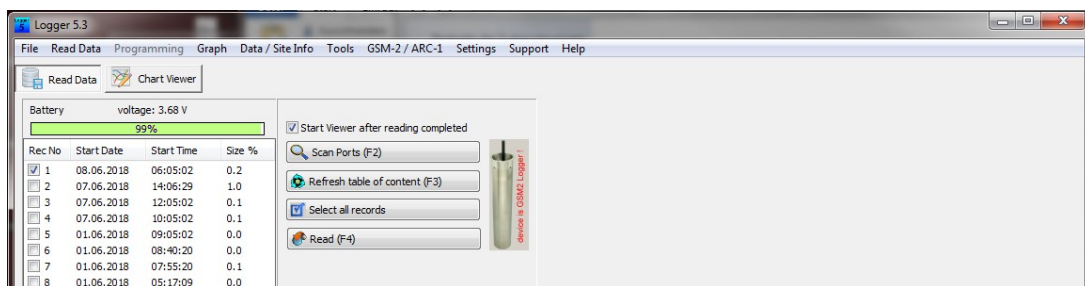 Logger 5.3
File Read Data Programming Graph Data / Site Info Tools GSM-2 / ARC-1 Settings Support Help
Read Data Chart Viewer
Battery voltage: 3.68 V
99%
Start Viewer after reading completed
Rec No Start Date Start Time Size %
1 08.06.2018 06:05:02 0.2
2 07.06.2018 14:06:29 1.0
3 07.06.2018 12:05:02 0.1
4 07.06.2018 10:05:02 0.1
5 01.06.2018 09:05:02 0.0
6 01.06.2018 08:40:20 0.0
7 01.06.2018 07:55:20 0.1
8 01.06.2018 05:17:09 0.0
Scan Ports (F2)
Refresh table of content (F3)
Select all records
Read (F4)
device is GSM2 Logger !